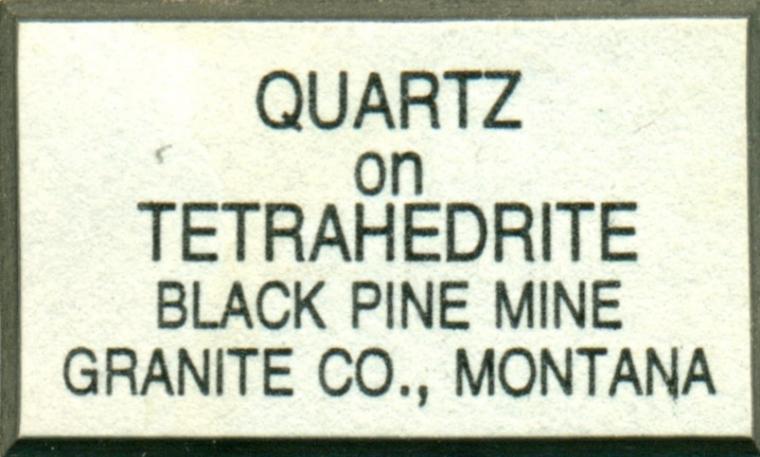 QUARTZ
on
TETRAHEDRITE
BLACK PINE MINE
GRANITE CO., MONTANA